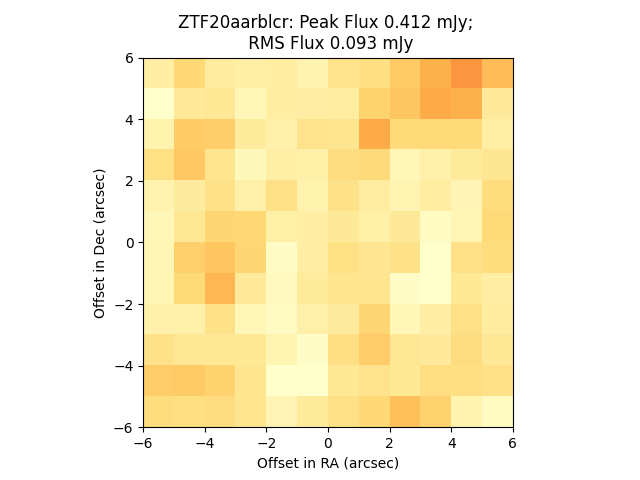 ZTF20aarblcr: Peak Flux 0.412 mJy;
RMS Flux 0.093 mJy
6
4
2
0
−2
−4
−6
Offset in Dec (arcsec)
−6 −4 −2 0 2 4 6
Offset in RA (arcsec)